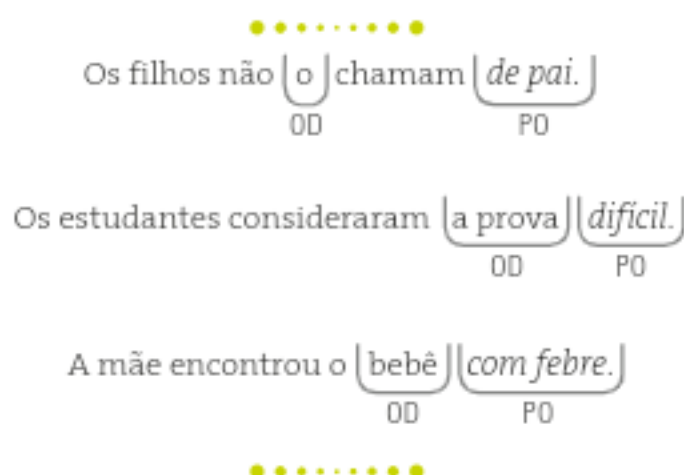 Os filhos não o chamam de pai.
OD PO
Os estudantes consideraram a prova difícil.
OD PO
A mãe encontrou o bebê com febre.
OD PO